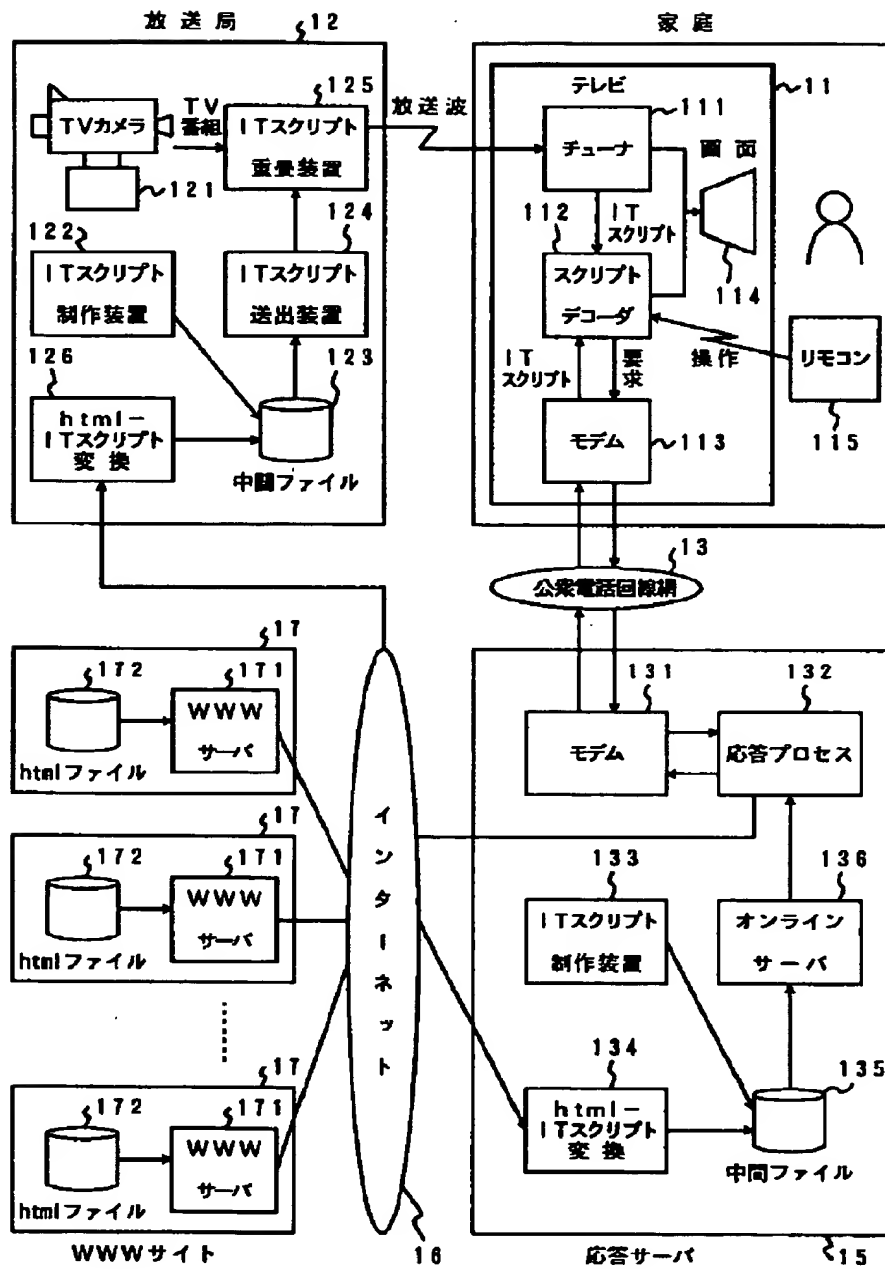 放送局
12
TVカメラ
121
TV
番組
125
ITスクリプト
重畳装置
放送波
122
ITスクリプト
制作装置
124
ITスクリプト
送出装置
126
html-
ITスクリプト
変換
123
中間ファイル
家庭
テレビ
11
111
チューナ
画面
114
IT
スクリプト
112
スクリプト
デコーダ
操作
リモコン
115
IT
スクリプト
要求
モデム
113
13
公衆電話回線網
17
172
171
WWW
サーバ
htmlファイル
17
172
171
WWW
サーバ
htmlファイル
17
172
171
WWW
サーバ
htmlファイル
WWWサイト
インターネット
16
131
モデム
132
応答プロセス
133
ITスクリプト
制作装置
136
オンライン
サーバ
134
html-
ITスクリプト
変換
135
中間ファイル
応答サーバ
15